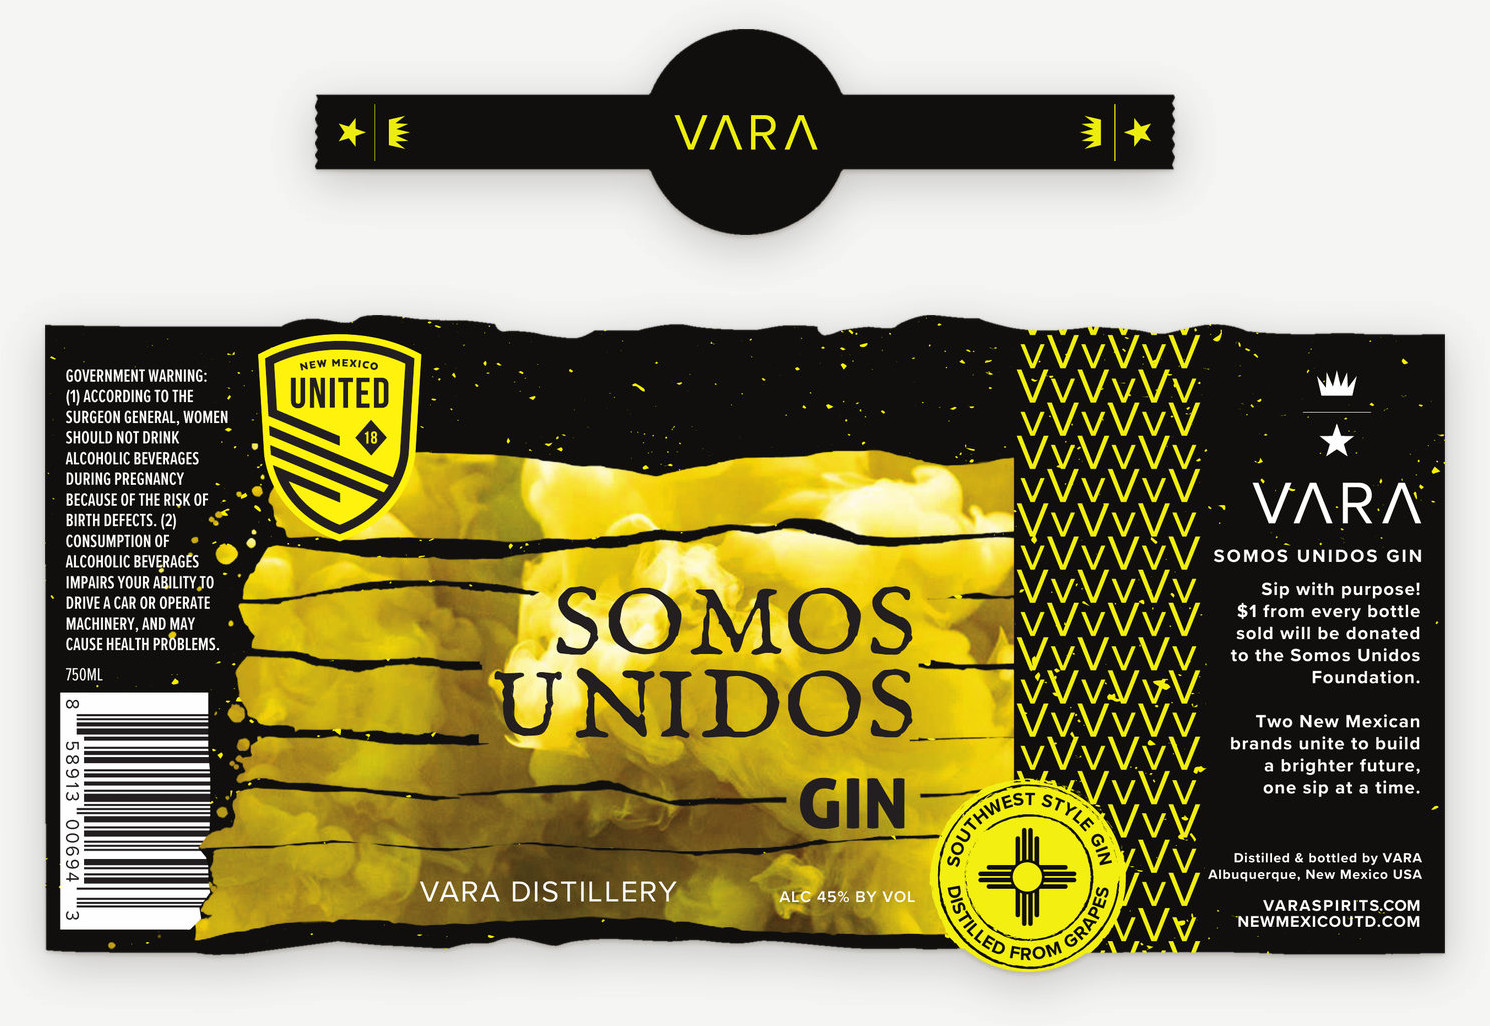 VARA
GOVERNMENT WARNING:
(1) ACCORDING TO THE
SURGEON GENERAL, WOMEN
SHOULD NOT DRINK
ALCOHOLIC BEVERAGES
DURING PREGNANCY
BECAUSE OF THE RISK OF
BIRTH DEFECTS. (2)
CONSUMPTION OF
ALCOHOLIC BEVERAGES
IMPAIRS YOUR ABILITY TO
DRIVE A CAR OR OPERATE
MACHINERY, AND MAY
CAUSE HEALTH PROBLEMS.
750ML
8 58913 00694 3
NEW MEXICO
UNITED
18
SOMOS
UNIDOS
GIN
VARA DISTILLERY
ALC 45% BY VOL
SOUTHWEST STYLE GIN
DISTILLED FROM GRAPES
VARA
SOMOS UNIDOS GIN
Sip with purpose!
$1 from every bottle
sold will be donated
to the Somos Unidos
Foundation.
Two New Mexican
brands unite to build
a brighter future,
one sip at a time.
Distilled & bottled by VARA
Albuquerque, New Mexico USA
VARASPIRITS.COM
NEWMEXICOUTD.COM